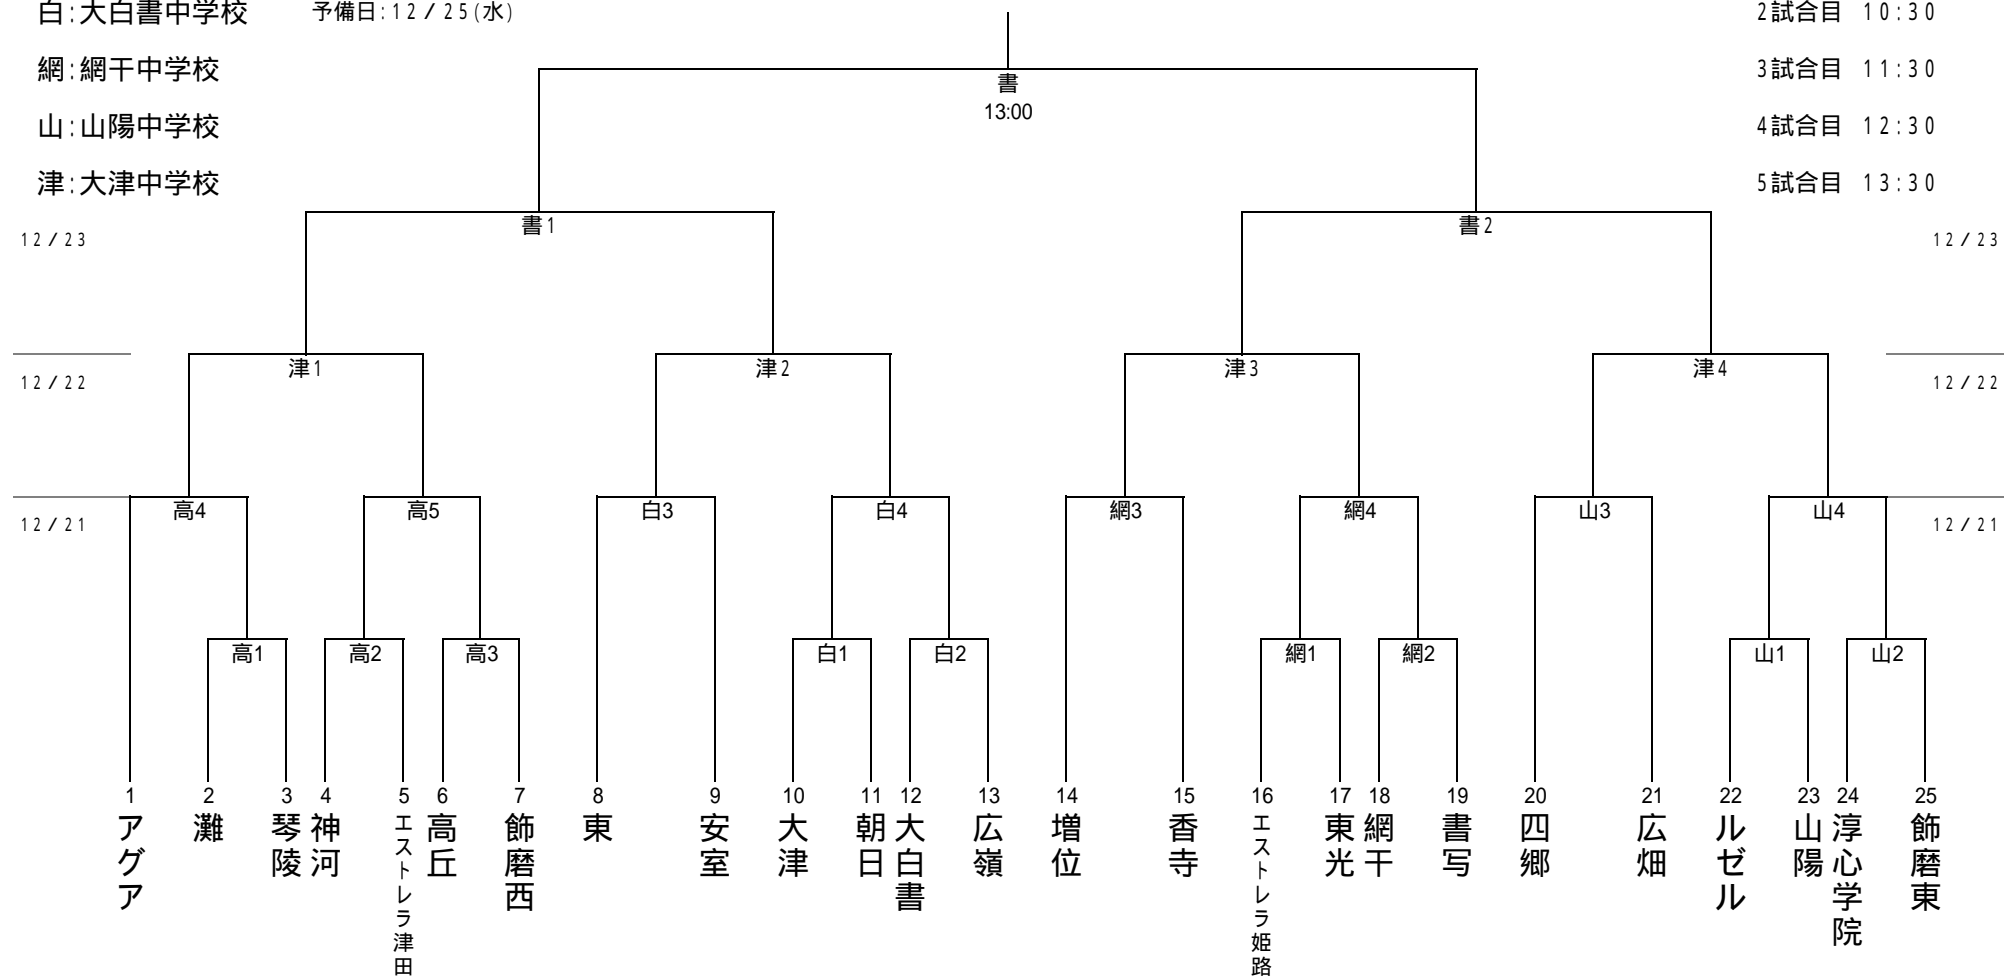 白:大白書中学校 予備日:12/25(水) 2試合目 10:30
網:網干中学校 書 3試合目 11:30
13:00
山:山陽中学校 4試合目 12:30
津:大津中学校 5試合目 13:30
書1 書2
12/23 12/23
津1 津2 津3 津4
12/22 12/22
高4 高5 白3 白4 網3 網4 山3 山4
12/21 12/21
高1 高2 高3 白1 白2 網1 網2 山1 山2
1 2 3 4 5 6 7 8 9 10 11 12 13 14 15 16 17 18 19 20 21 22 23 24 25
アグア
灘
琴陵
神河
エストレラ津田
高丘
飾磨西
東
安室
大津
朝日
大白書
広嶺
増位
香寺
エストレラ姫路
東光
網干
書写
四郷
広畑
ルゼル
山陽
淳心学院
飾磨東